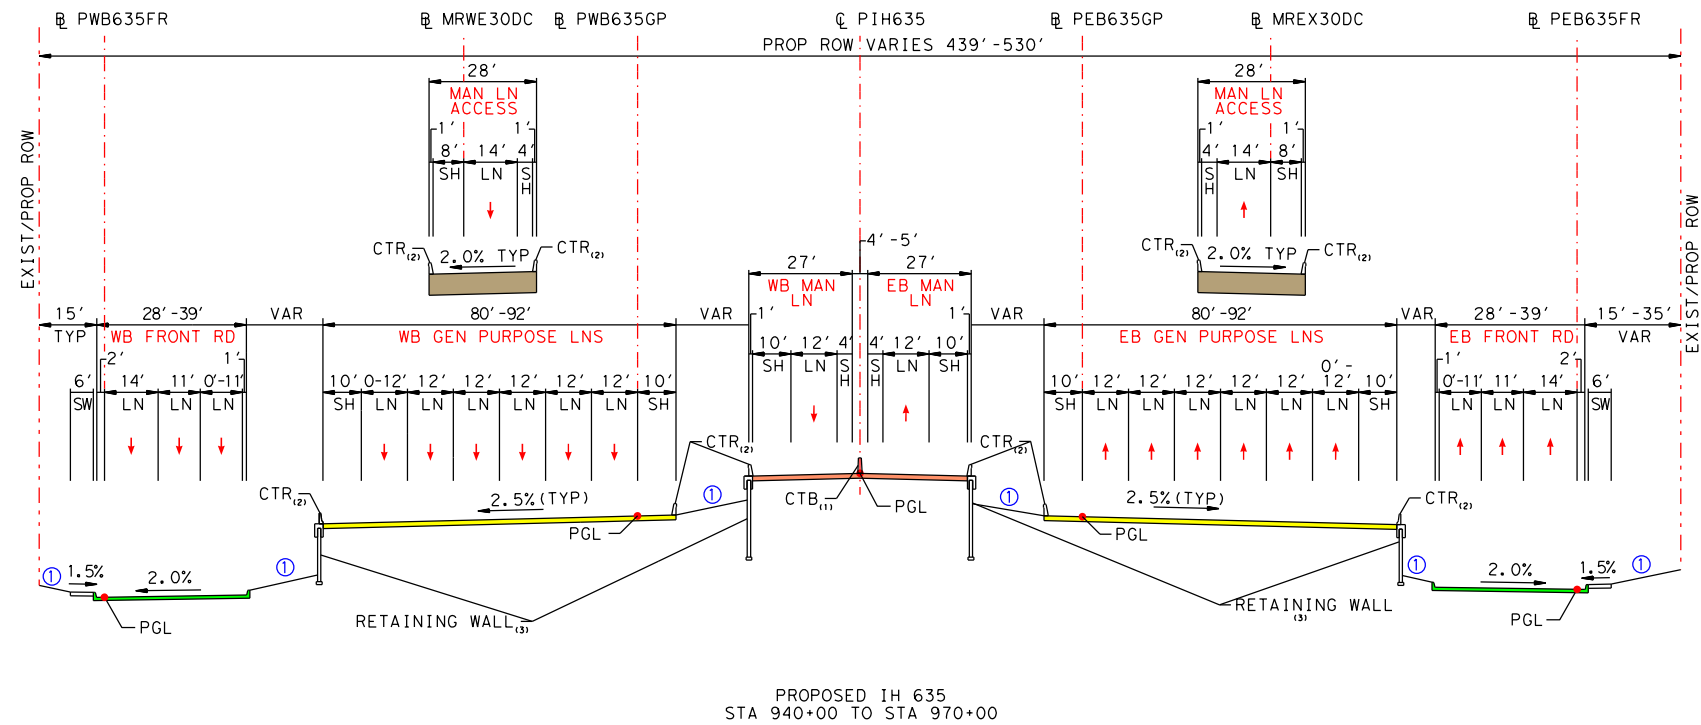 ℄ PWB635FR  ℄ MRWE30DC  ℄ PWB635GP  ℄ PIH635  ℄ PEB635GP  ℄ MREX30DC  ℄ PEB635FR
PROP ROW VARIES 439'-530'
28'  28'
MAN LN  MAN LN
ACCESS  ACCESS
1'  1'  1'  1'
8'  14'  4'  4'  14'  8'
SH  LN  SH  SH  LN  SH
EXIST/PROP ROW
EXIST/PROP ROW
4'-5'
CTR(2)  2.0% TYP  CTR(2)  CTR(2)  2.0% TYP  CTR(2)
27'  27'
WB MAN  EB MAN
LN  LN
15'  28'-39'  VAR  80'-92'  VAR  1'  1'  VAR  80'-92'  VAR  28'-39'  15'-35'
TYP  WB FRONT RD  WB GEN PURPOSE LNS  EB GEN PURPOSE LNS  EB FRONT RD  VAR
10'  12'  4'  4'  12'  10'
SH  LN  SH  SH  LN  SH
2'  1'  0'-  1'  2'
6'  14'  11'  0'-11'  10'  0-12'  12'  12'  12'  12'  12'  10'  10'  12'  12'  12'  12'  12'  12'  10'  0'-11'  11'  14'  6'
SW  LN  LN  LN  SH  LN  LN  LN  LN  LN  LN  SH  SH  LN  LN  LN  LN  LN  LN  SH  LN  LN  LN  SW
CTR(2)  CTR(2)
CTR(2)  2.5%(TYP)  1  CTB(1)  PGL  1  2.5%(TYP)  CTR(2)
PGL  PGL
1  1.5%  2.0%  1  1  2.0%  1.5%  1
PGL  RETAINING WALL(3)  RETAINING WALL  PGL
(3)
PROPOSED IH 635
STA 940+00 TO STA 970+00